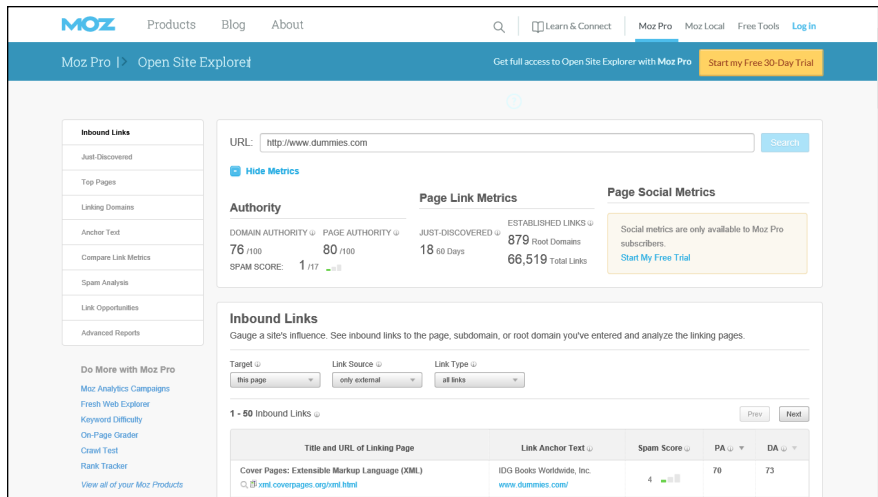 MOZ Products Blog About Learn & Connect Moz Pro Moz Local Free Tools Log in
Moz Pro | Open Site Explorer Get full access to Open Site Explorer with Moz Pro Start my Free 30-Day Trial
Inbound Links
Just-Discovered
Top Pages
Linking Domains
Anchor Text
Compare Link Metrics
Spam Analysis
Link Opportunities
Advanced Reports
Do More with Moz Pro
Moz Analytics Campaigns
Fresh Web Explorer
Keyword Difficulty
On-Page Grader
Crawl Test
Rank Tracker
View all of your Moz Products
URL: http://www.dummies.com Search
Hide Metrics
Authority
DOMAIN AUTHORITY PAGE AUTHORITY
76 /100 80 /100
SPAM SCORE: 1 /17
Page Link Metrics
JUST-DISCOVERED
18 60 Days
ESTABLISHED LINKS
879 Root Domains
66,519 Total Links
Page Social Metrics
Social metrics are only available to Moz Pro
subscribers.
Start My Free Trial
Inbound Links
Gauge a site's influence. See inbound links to the page, subdomain, or root domain you've entered and analyze the linking pages.
Target Link Source Link Type
this page only external all links
1 - 50 Inbound Links Prev Next
Title and URL of Linking Page Link Anchor Text Spam Score PA DA
Cover Pages: Extensible Markup Language (XML) IDG Books Worldwide, Inc. 4 70 73
xml.coverpages.org/xml.html www.dummies.com/